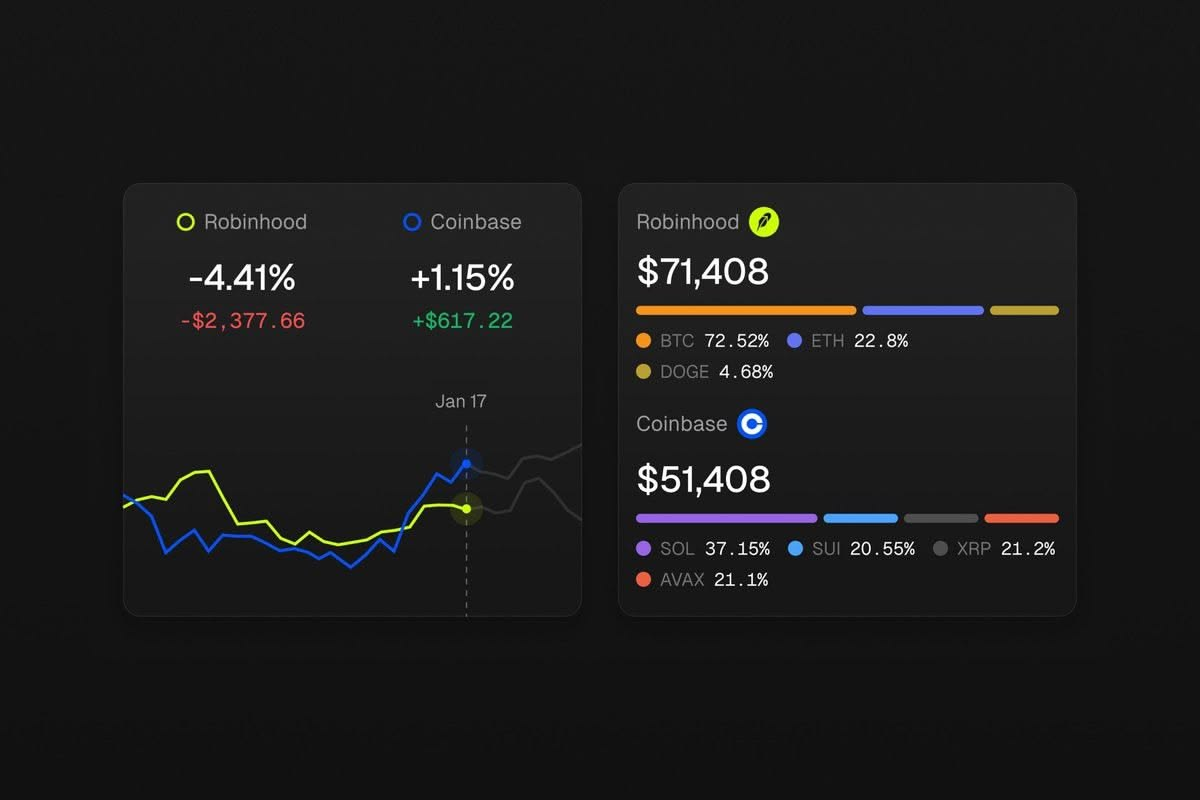 Robinhood
-4.41%
-$2,377.66
Coinbase
+1.15%
+$617.22
Jan 17
Robinhood
$71,408
BTC 72.52% ETH 22.8%
DOGE 4.68%
Coinbase
$51,408
SOL 37.15% SUI 20.55% XRP 21.2%
AVAX 21.1%